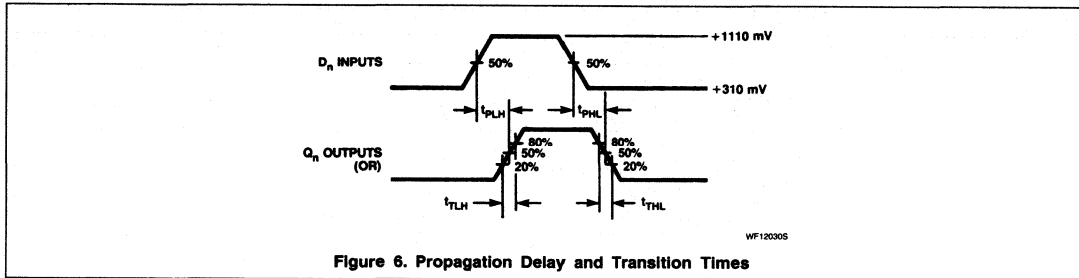 +1110 mV
Dn INPUTS
50%
50%
+310 mV
tPLH
tPHL
Qn OUTPUTS
(OR)
80%
50%
20%
80%
50%
20%
tTLH
tTHL
WF12030S
Figure 6. Propagation Delay and Transition Times